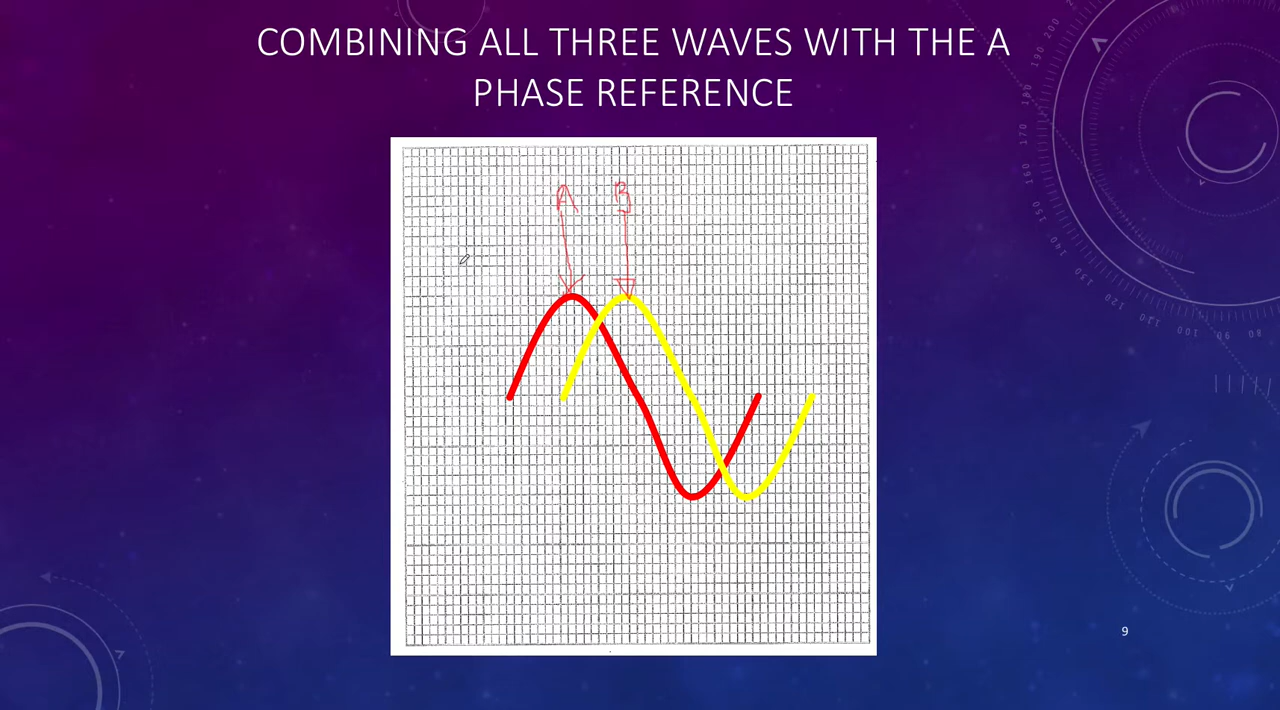 COMBINING ALL THREE WAVES WITH THE A
PHASE REFERENCE
A B
9